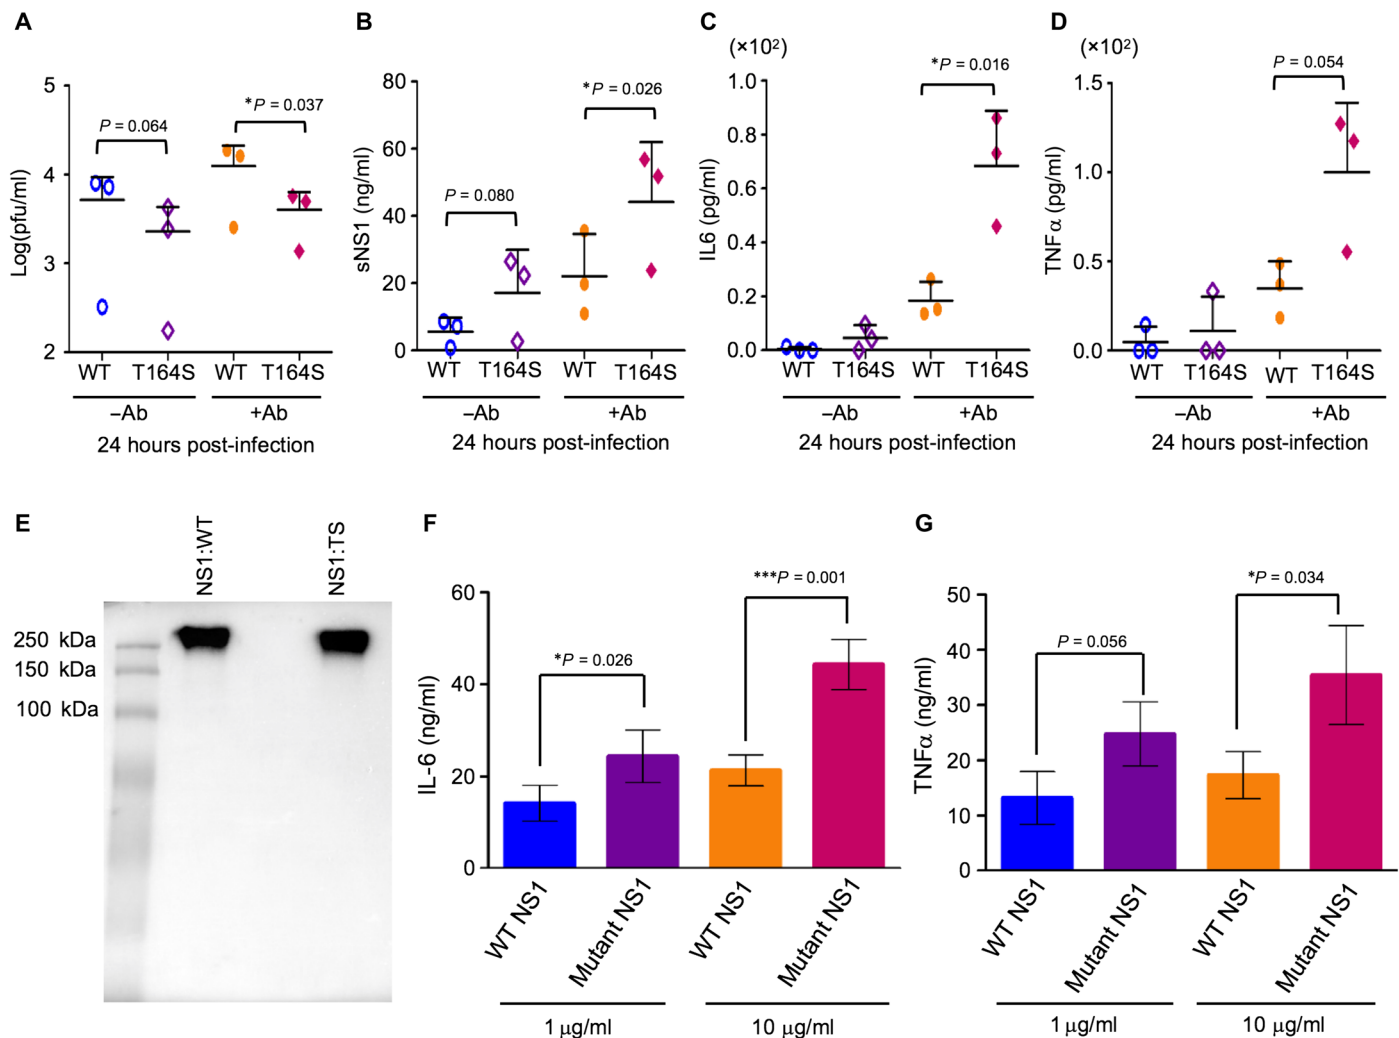 A
Log(pfu/ml)
5
4
3
2
P = 0.064
*P = 0.037
WT T164S WT T164S
–Ab +Ab
24 hours post-infection
B
sNS1 (ng/ml)
80
60
40
20
0
P = 0.080
*P = 0.026
WT T164S WT T164S
–Ab +Ab
24 hours post-infection
C
(×10²)
IL6 (pg/ml)
1.0
0.8
0.6
0.4
0.2
0.0
*P = 0.016
WT T164S WT T164S
–Ab +Ab
24 hours post-infection
D
(×10²)
TNFα (pg/ml)
1.5
1.0
0.5
0.0
P = 0.054
WT T164S WT T164S
–Ab +Ab
24 hours post-infection
E
NS1:WT
NS1:TS
250 kDa
150 kDa
100 kDa
F
IL-6 (ng/ml)
60
40
20
0
*P = 0.026
***P = 0.001
WT NS1
Mutant NS1
WT NS1
Mutant NS1
1 μg/ml 10 μg/ml
G
TNFα (ng/ml)
50
40
30
20
10
0
P = 0.056
*P = 0.034
WT NS1
Mutant NS1
WT NS1
Mutant NS1
1 μg/ml 10 μg/ml